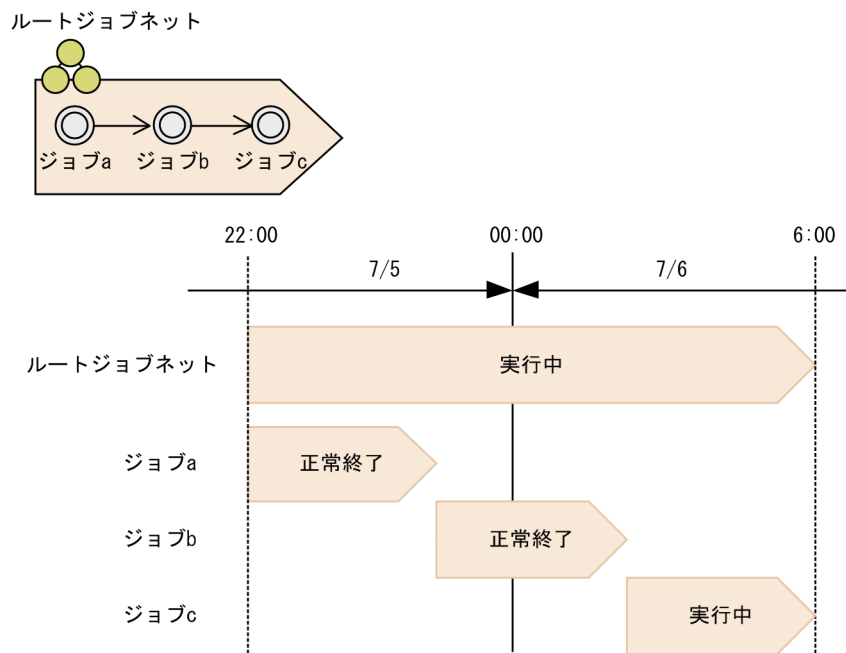 ルートジョブネット
ジョブa ジョブb ジョブc
22:00 00:00 6:00
7/5 7/6
ルートジョブネット 実行中
ジョブa 正常終了
ジョブb 正常終了
ジョブc 実行中